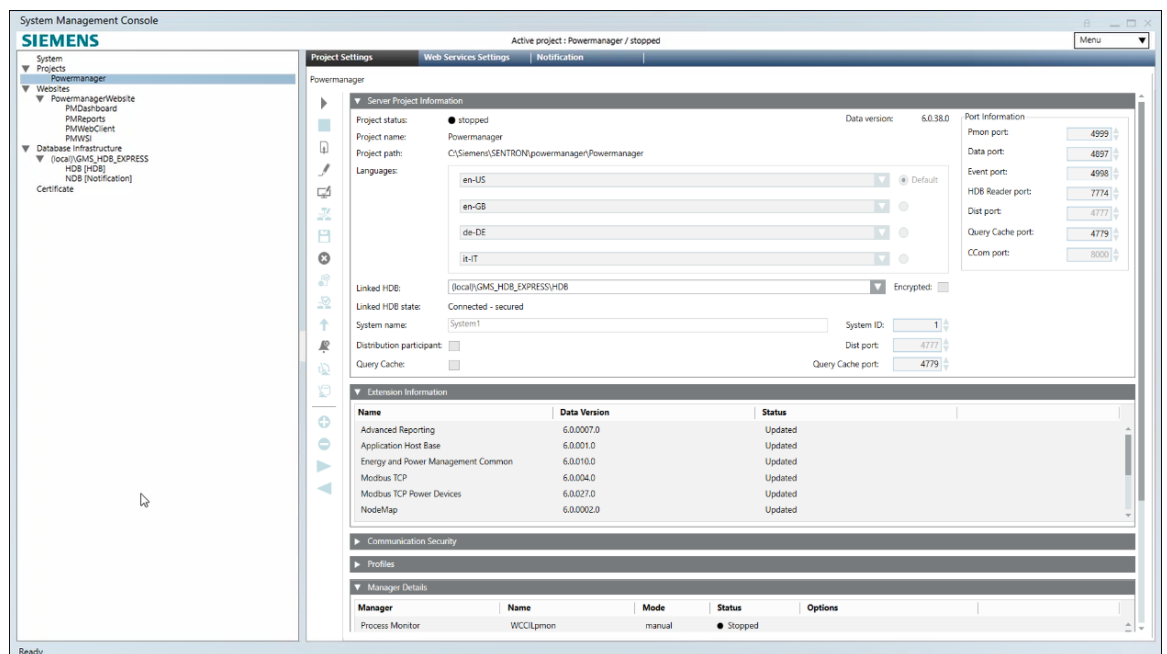 System Management Console
SIEMENS
Active project : Powermanager / stopped
Menu
System
Projects
Powermanager
Websites
PowermanagerWebsite
PMDashboard
PMReports
PMWebClient
PMWSI
Database Infrastructure
(local)\GMS_HDB_EXPRESS
HDB [HDB]
NDB [Notification]
Certificate
Project Settings
Web Services Settings
Notification
Powermanager
Server Project Information
Project status: stopped
Data version: 6.0.38.0
Project name: Powermanager
Project path: C:\Siemens\SENTRON\powermanager\Powermanager
Languages:
en-US
Default
en-GB
de-DE
it-IT
Linked HDB: (local)\GMS_HDB_EXPRESS\HDB
Encrypted:
Linked HDB state: Connected - secured
System name: System1
System ID: 1
Distribution participant:
Dist port: 4777
Query Cache:
Query Cache port: 4779
Port Information
Pmon port: 4999
Data port: 4897
Event port: 4998
HDB Reader port: 7774
Dist port: 4777
Query Cache port: 4779
CCom port: 8000
Extension Information
Name Data Version Status
Advanced Reporting 6.0.0007.0 Updated
Application Host Base 6.0.001.0 Updated
Energy and Power Management Common 6.0.010.0 Updated
Modbus TCP 6.0.004.0 Updated
Modbus TCP Power Devices 6.0.027.0 Updated
NodeMap 6.0.0002.0 Updated
Communication Security
Profiles
Manager Details
Manager Name Mode Status Options
Process Monitor WCCILpmon manual Stopped
Ready